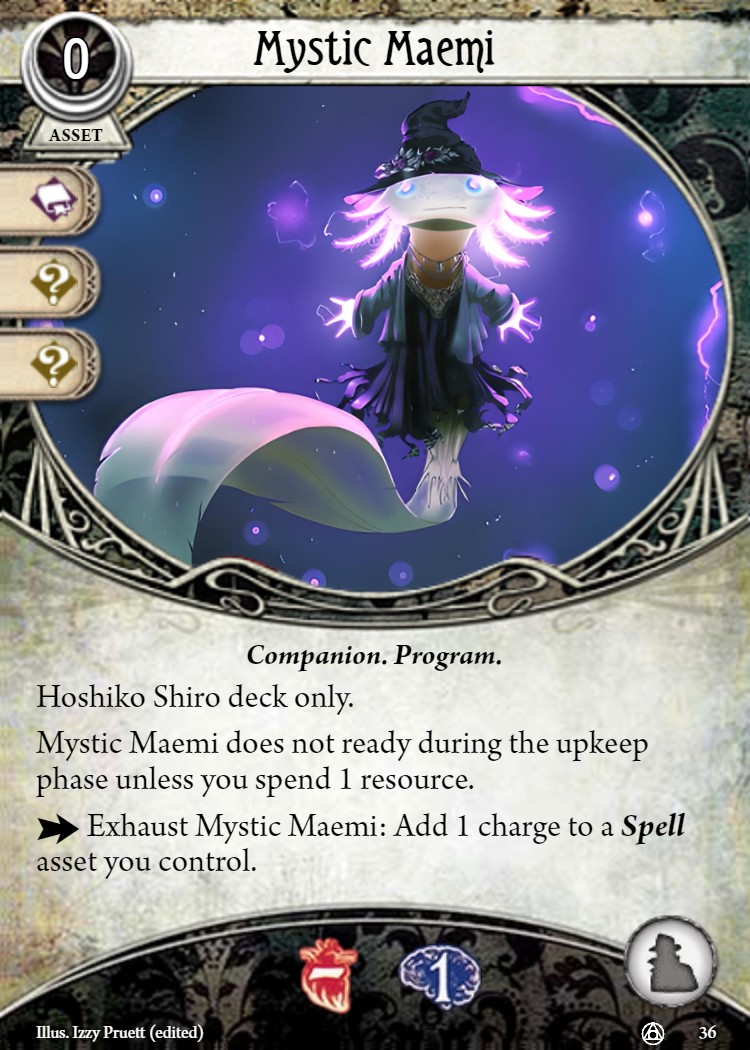 0
Mystic Maemi
ASSET
?
?
Companion. Program.
Hoshiko Shiro deck only.
Mystic Maemi does not ready during the upkeep
phase unless you spend 1 resource.
Exhaust Mystic Maemi: Add 1 charge to a Spell
asset you control.
– 1
Illus. Izzy Pruett (edited) 36